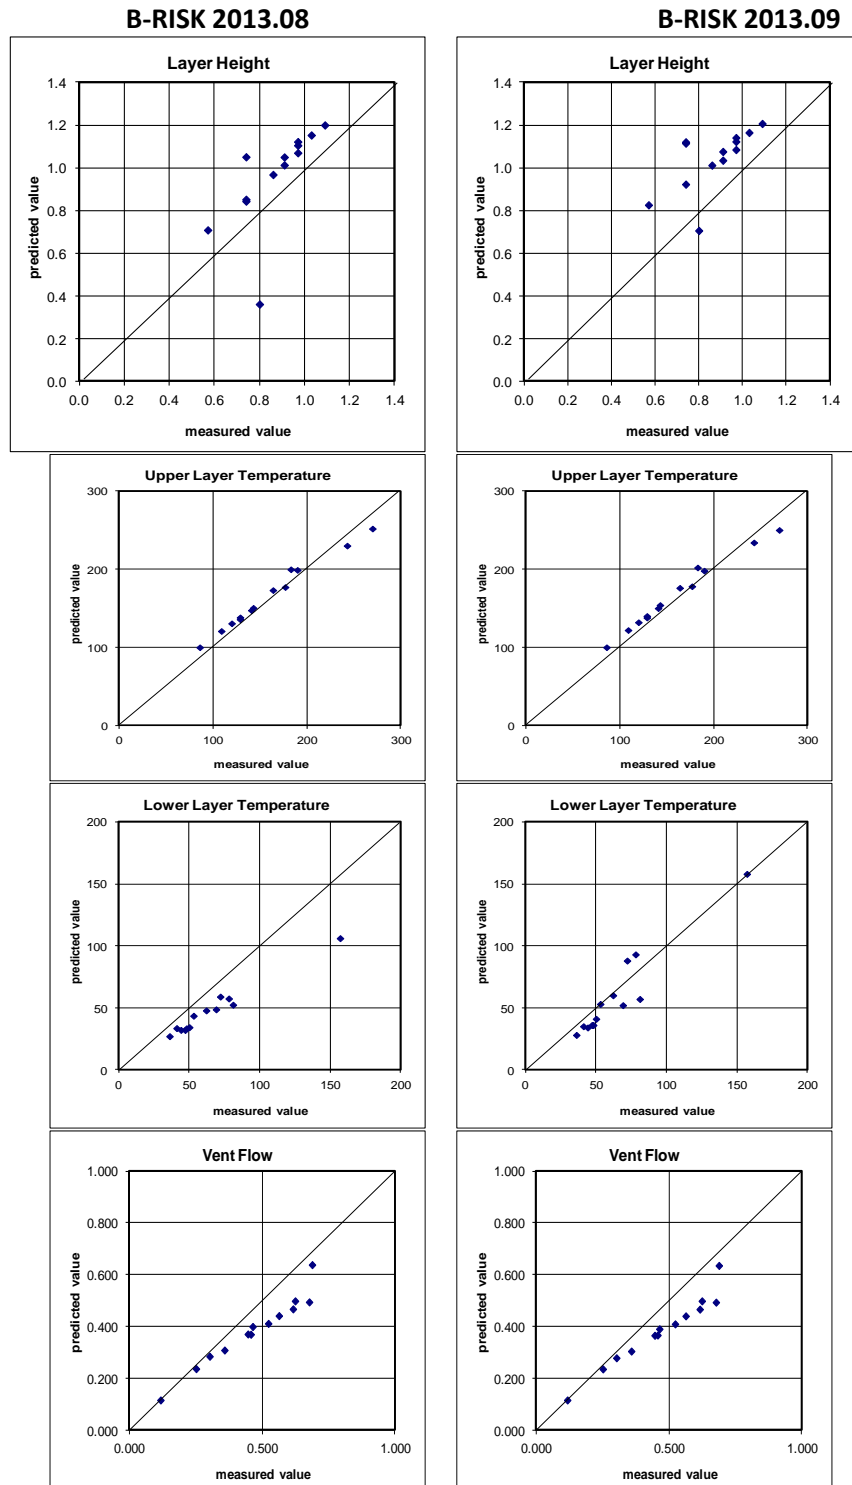 B-RISK 2013.08
B-RISK 2013.09
Layer Height
1.4
1.2
1.0
0.8
0.6
0.4
0.2
0.0
predicted value
0.0 0.2 0.4 0.6 0.8 1.0 1.2 1.4
measured value
Layer Height
1.4
1.2
1.0
0.8
0.6
0.4
0.2
0.0
predicted value
0.0 0.2 0.4 0.6 0.8 1.0 1.2 1.4
measured value
Upper Layer Temperature
300
200
100
0
predicted value
0 100 200 300
measured value
Upper Layer Temperature
300
200
100
0
predicted value
0 100 200 300
measured value
Lower Layer Temperature
200
150
100
50
0
predicted value
0 50 100 150 200
measured value
Lower Layer Temperature
200
150
100
50
0
predicted value
0 50 100 150 200
measured value
Vent Flow
1.000
0.800
0.600
0.400
0.200
0.000
predicted value
0.000 0.500 1.000
measured value
Vent Flow
1.000
0.800
0.600
0.400
0.200
0.000
predicted value
0.000 0.500 1.000
measured value